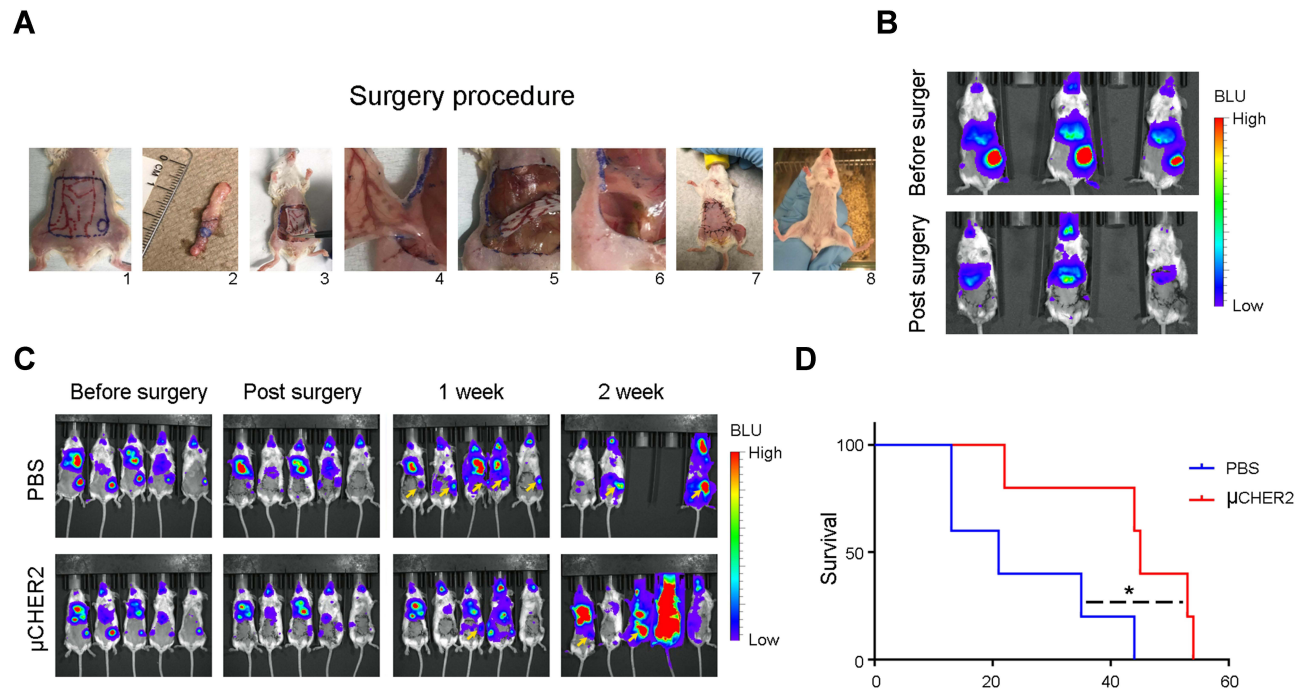 A
Surgery procedure
1
2
3
4
5
6
7
8
B
Before surger
Post surgery
BLU
High
Low
C
Before surgery
Post surgery
1 week
2 week
PBS
µCHER2
BLU
High
Low
D
Survival
100
50
0
0
20
40
60
*
PBS
µCHER2